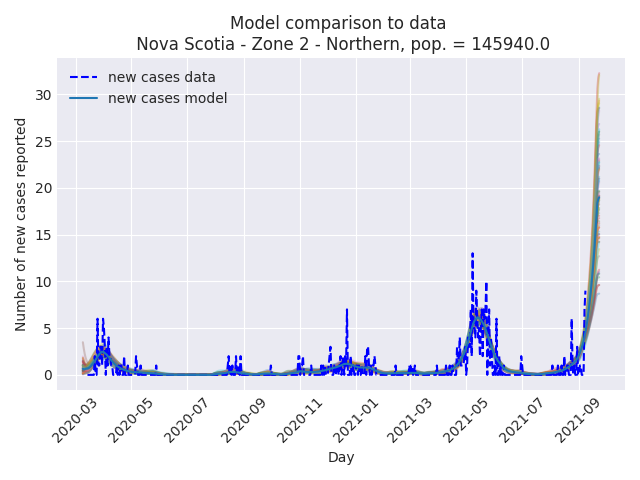 Model comparison to data
Nova Scotia - Zone 2 - Northern, pop. = 145940.0
new cases data
new cases model
Number of new cases reported
30
25
20
15
10
5
0
2020-03
2020-05
2020-07
2020-09
2020-11
2021-01
2021-03
2021-05
2021-07
2021-09
Day